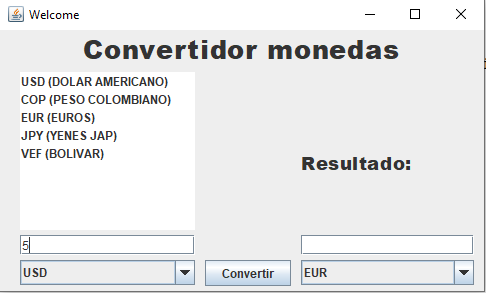 Welcome
Convertidor monedas
USD (DOLAR AMERICANO)
COP (PESO COLOMBIANO)
EUR (EUROS)
JPY (YENES JAP)
VEF (BOLIVAR)
Resultado:
5
USD
Convertir
EUR